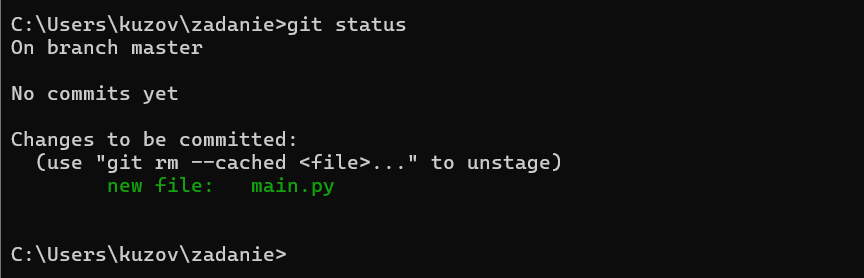 C:\Users\kuzov\zadanie>git status
On branch master
No commits yet
Changes to be committed:
  (use "git rm --cached <file>..." to unstage)
        new file:   main.py
C:\Users\kuzov\zadanie>